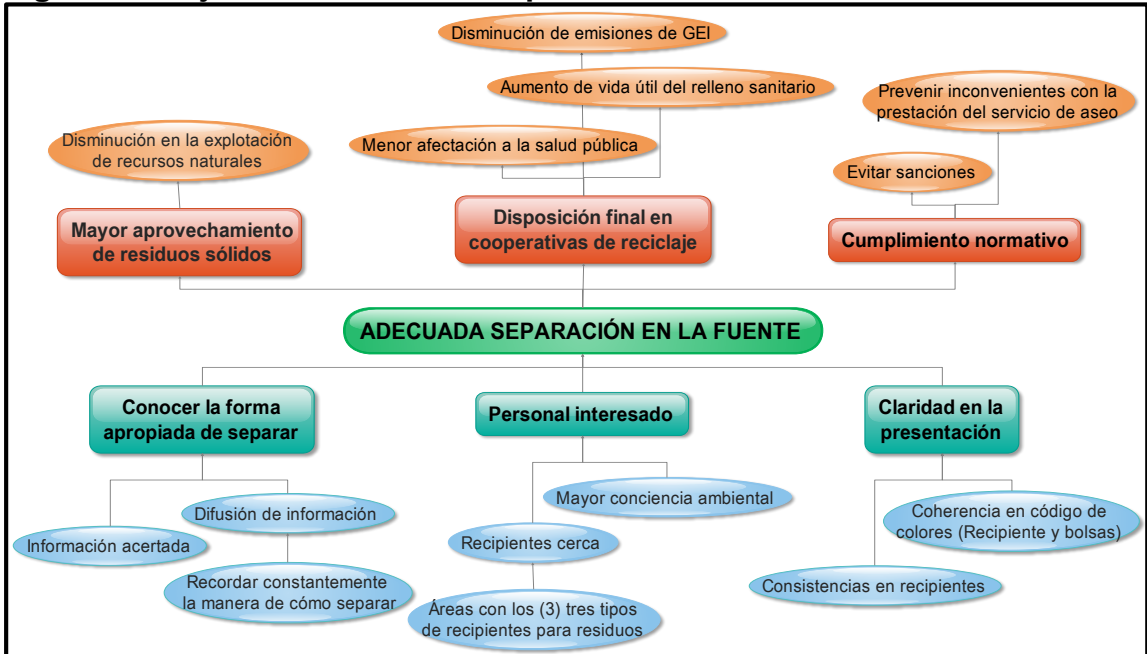 Disminución de emisiones de GEI
Aumento de vida útil del relleno sanitario
Prevenir inconvenientes con la
prestación del servicio de aseo
Disminución en la explotación
de recursos naturales
Menor afectación a la salud pública
Evitar sanciones
Mayor aprovechamiento
de residuos sólidos
Disposición final en
cooperativas de reciclaje
Cumplimiento normativo
ADECUADA SEPARACIÓN EN LA FUENTE
Conocer la forma
apropiada de separar
Personal interesado
Claridad en la
presentación
Mayor conciencia ambiental
Difusión de información
Coherencia en código de
colores (Recipiente y bolsas)
Información acertada
Recipientes cerca
Recordar constantemente
la manera de cómo separar
Consistencias en recipientes
Áreas con los (3) tres tipos
de recipientes para residuos